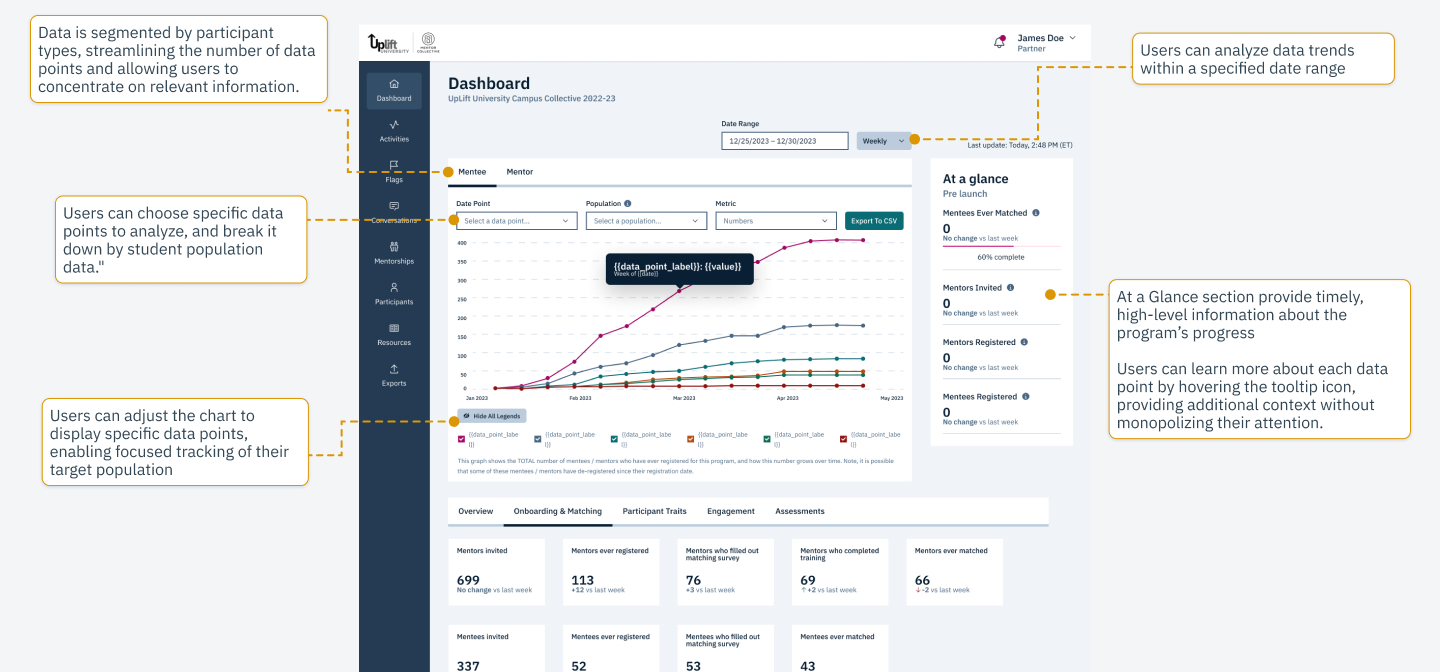 Data is segmented by participant
types, streamlining the number of data
points and allowing users to
concentrate on relevant information.
Users can choose specific data
points to analyze, and break it
down by student population
data."
Users can adjust the chart to
display specific data points,
enabling focused tracking of their
target population
Uplift
UNIVERSITY
MENTOR
COLLECTIVE
James Doe
Partner
Dashboard
Activities
Flags
Conversations
Mentorships
Participants
Resources
Exports
Dashboard
UpLift University Campus Collective 2022-23
Date Range
12/25/2023 – 12/30/2023
Weekly
Last update: Today, 2:48 PM (ET)
Mentee Mentor
Date Point Population Metric
Select a data point... Select a population... Numbers Export To CSV
400
350
300
250
200
150
100
50
0
{{data_point_label}}: {{value}}
Week of {{date}}
Jan 2023 Feb 2023 Mar 2023 Apr 2023 May 2023
Hide All Legends
{{data_point_labe {{data_point_labe {{data_point_labe {{data_point_labe {{data_point_labe {{data_point_labe
l}} l}} l}} l}} l}} l}}
This graph shows the TOTAL number of mentees / mentors who have ever registered for this program, and how this number grows over time. Note, it is possible
that some of these mentees / mentors have de-registered since their registration date.
At a glance
Pre launch
Mentees Ever Matched
0
No change vs last week
60% complete
Mentors Invited
0
No change vs last week
Mentors Registered
0
No change vs last week
Mentees Registered
0
No change vs last week
Overview Onboarding & Matching Participant Traits Engagement Assessments
Mentors invited
699
No change vs last week
Mentors ever registered
113
+12 vs last week
Mentors who filled out
matching survey
76
+3 vs last week
Mentors who completed
training
69
↑+2 vs last week
Mentors ever matched
66
↓-2 vs last week
Mentees invited
337
Mentees ever registered
52
Mentees who filled out
matching survey
53
Mentees ever matched
43
Users can analyze data trends
within a specified date range
At a Glance section provide timely,
high-level information about the
program’s progress
Users can learn more about each data
point by hovering the tooltip icon,
providing additional context without
monopolizing their attention.